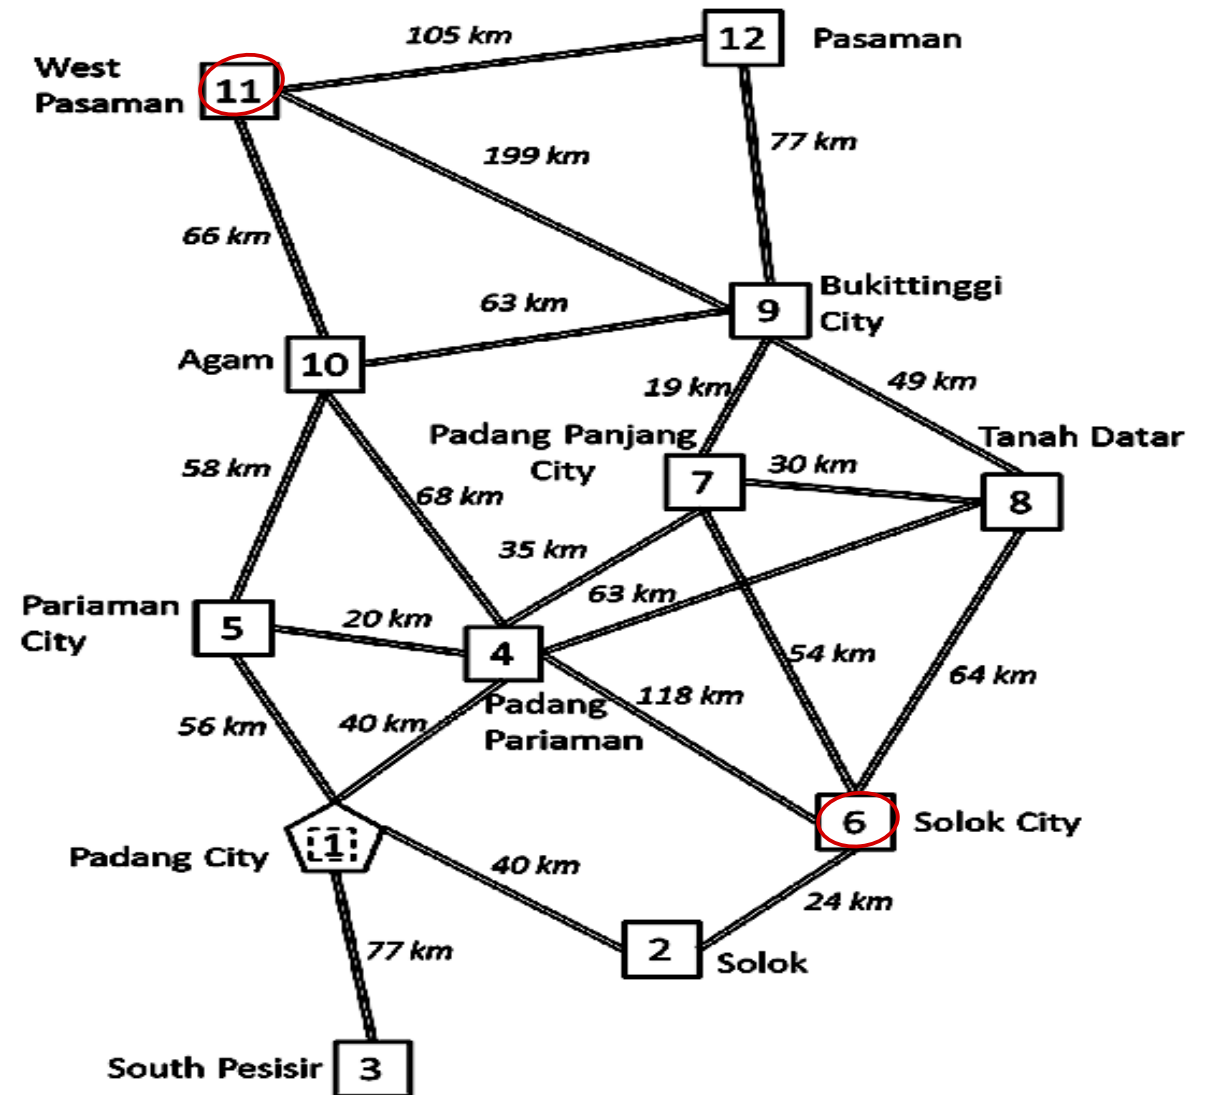 105 km
12
Pasaman
West
Pasaman
11
77 km
199 km
66 km
63 km
9
Bukittinggi
City
Agam
10
19 km
49 km
Padang Panjang
City
Tanah Datar
58 km
7
30 km
8
68 km
35 km
63 km
Pariaman
City
5
20 km
4
54 km
64 km
118 km
56 km
40 km
Padang
Pariaman
6
Solok City
1
Padang City
40 km
24 km
77 km
2
Solok
South Pesisir
3